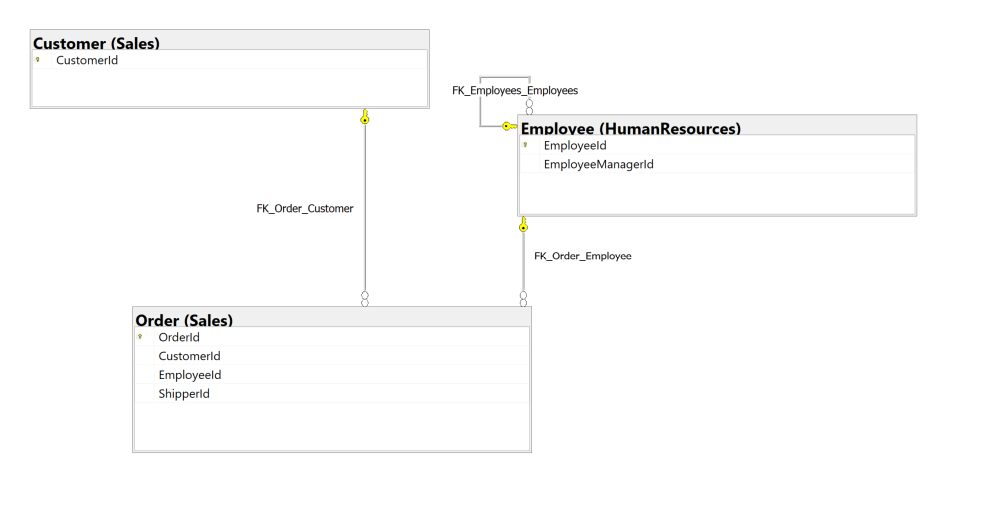 Customer (Sales)
CustomerId
FK_Employees_Employees
Employee (HumanResources)
EmployeeId
EmployeeManagerId
FK_Order_Customer
FK_Order_Employee
Order (Sales)
OrderId
CustomerId
EmployeeId
ShipperId